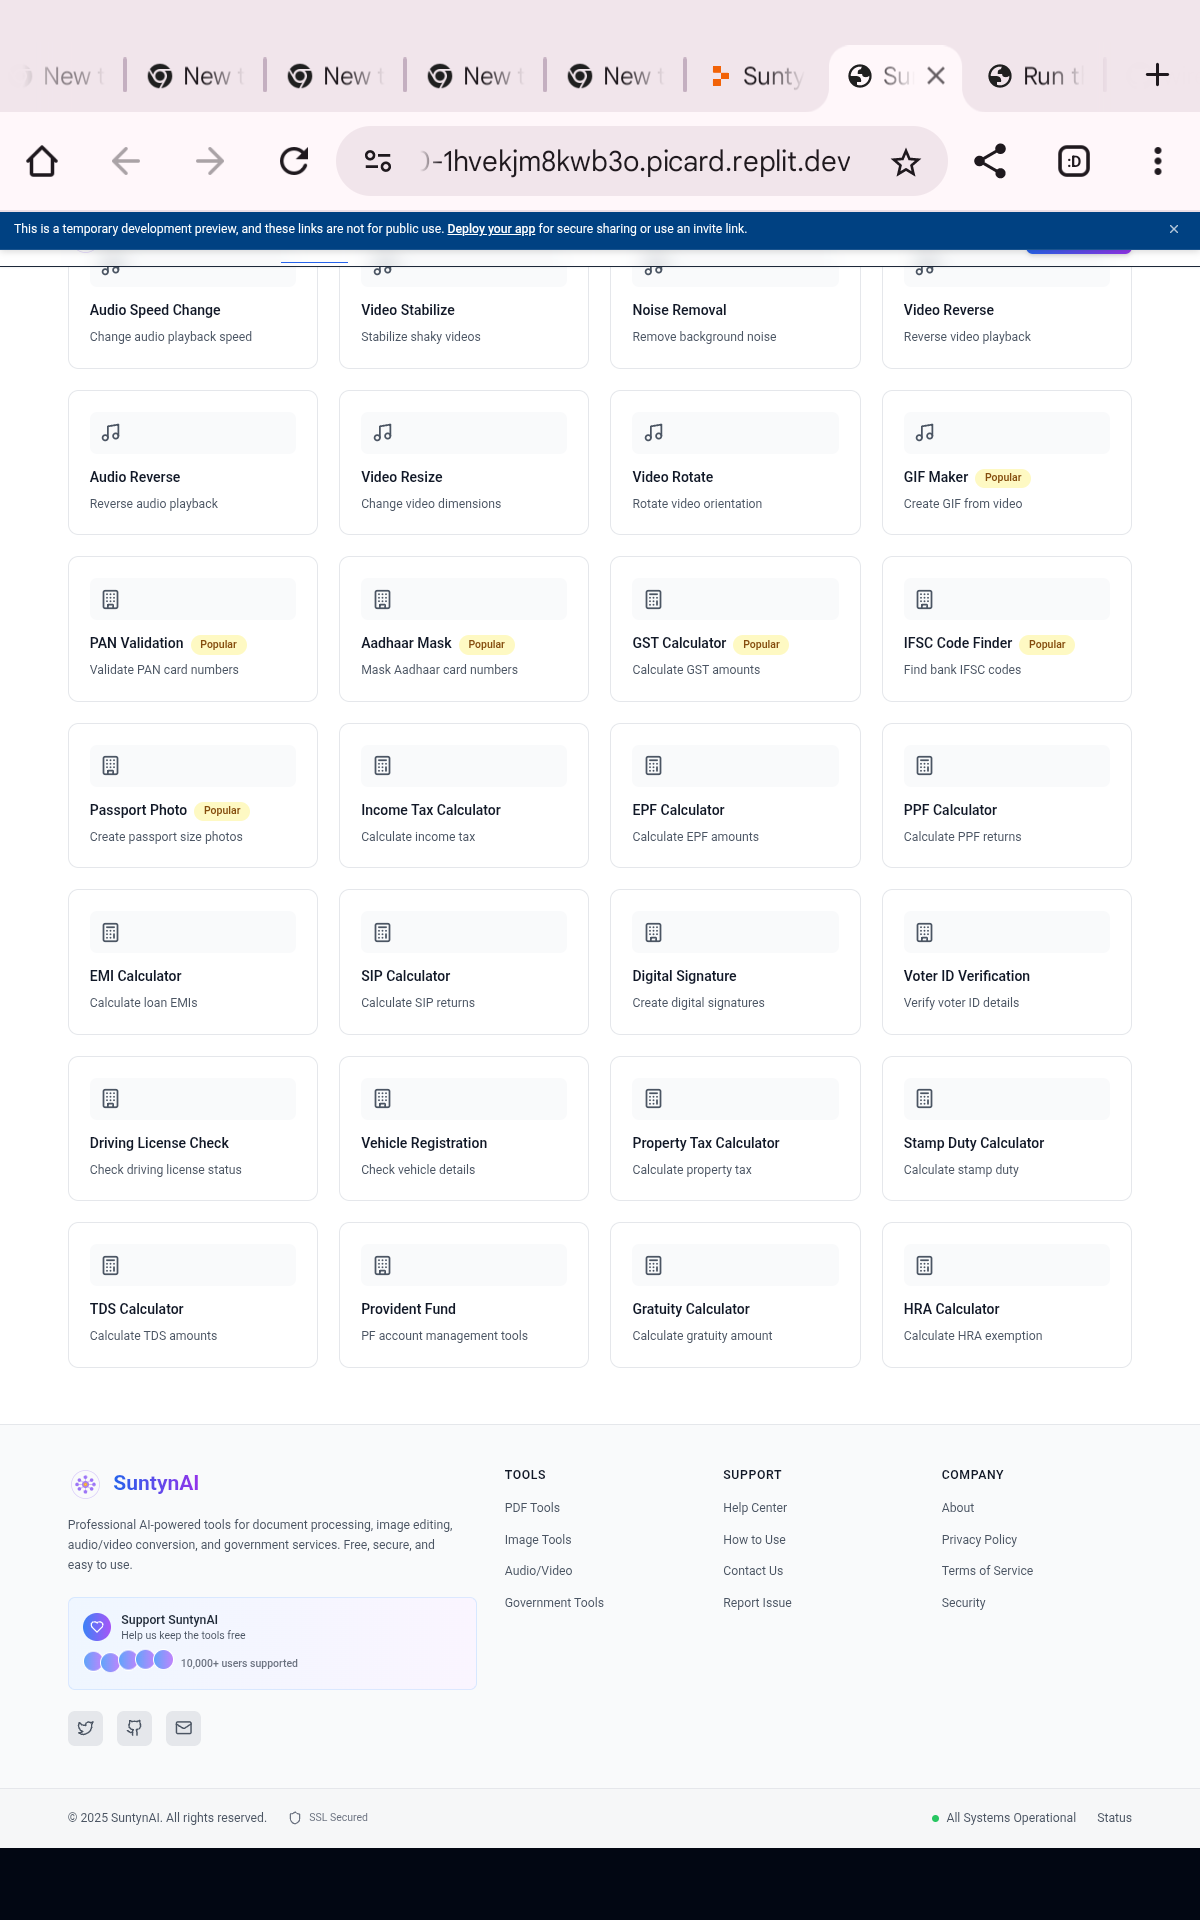 New t
New t
New t
New t
New t
Sunty
Su
Run t
-1hvekjm8kwb3o.picard.replit.dev
:D
This is a temporary development preview, and these links are not for public use. Deploy your app for secure sharing or use an invite link.
Audio Speed Change
Change audio playback speed
Video Stabilize
Stabilize shaky videos
Noise Removal
Remove background noise
Video Reverse
Reverse video playback
Audio Reverse
Reverse audio playback
Video Resize
Change video dimensions
Video Rotate
Rotate video orientation
GIF Maker Popular
Create GIF from video
PAN Validation Popular
Validate PAN card numbers
Aadhaar Mask Popular
Mask Aadhaar card numbers
GST Calculator Popular
Calculate GST amounts
IFSC Code Finder Popular
Find bank IFSC codes
Passport Photo Popular
Create passport size photos
Income Tax Calculator
Calculate income tax
EPF Calculator
Calculate EPF amounts
PPF Calculator
Calculate PPF returns
EMI Calculator
Calculate loan EMIs
SIP Calculator
Calculate SIP returns
Digital Signature
Create digital signatures
Voter ID Verification
Verify voter ID details
Driving License Check
Check driving license status
Vehicle Registration
Check vehicle details
Property Tax Calculator
Calculate property tax
Stamp Duty Calculator
Calculate stamp duty
TDS Calculator
Calculate TDS amounts
Provident Fund
PF account management tools
Gratuity Calculator
Calculate gratuity amount
HRA Calculator
Calculate HRA exemption
SuntynAI
Professional AI-powered tools for document processing, image editing,
audio/video conversion, and government services. Free, secure, and
easy to use.
Support SuntynAI
Help us keep the tools free
10,000+ users supported
TOOLS
PDF Tools
Image Tools
Audio/Video
Government Tools
SUPPORT
Help Center
How to Use
Contact Us
Report Issue
COMPANY
About
Privacy Policy
Terms of Service
Security
© 2025 SuntynAI. All rights reserved.
SSL Secured
All Systems Operational
Status